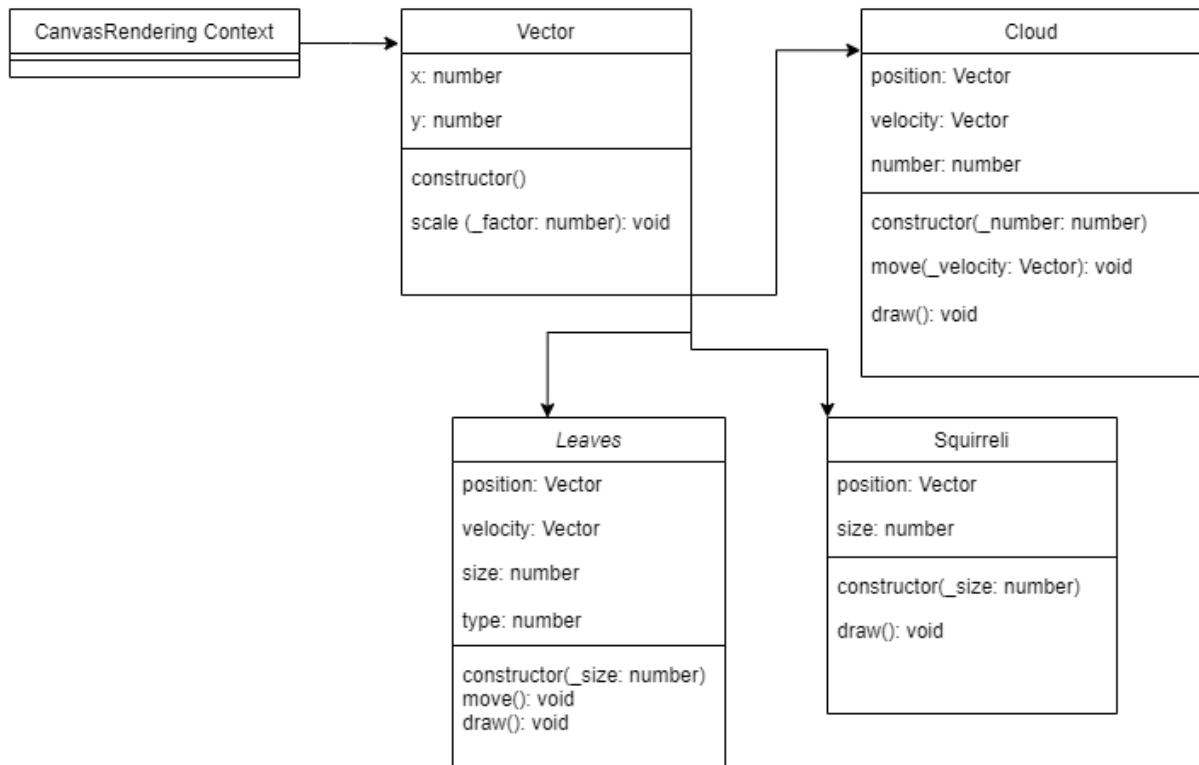 CanvasRendering Context
Vector
x: number
y: number
constructor()
scale (_factor: number): void
Cloud
position: Vector
velocity: Vector
number: number
constructor(_number: number)
move(_velocity: Vector): void
draw(): void
Leaves
position: Vector
velocity: Vector
size: number
type: number
constructor(_size: number)
move(): void
draw(): void
Squirreli
position: Vector
size: number
constructor(_size: number)
draw(): void